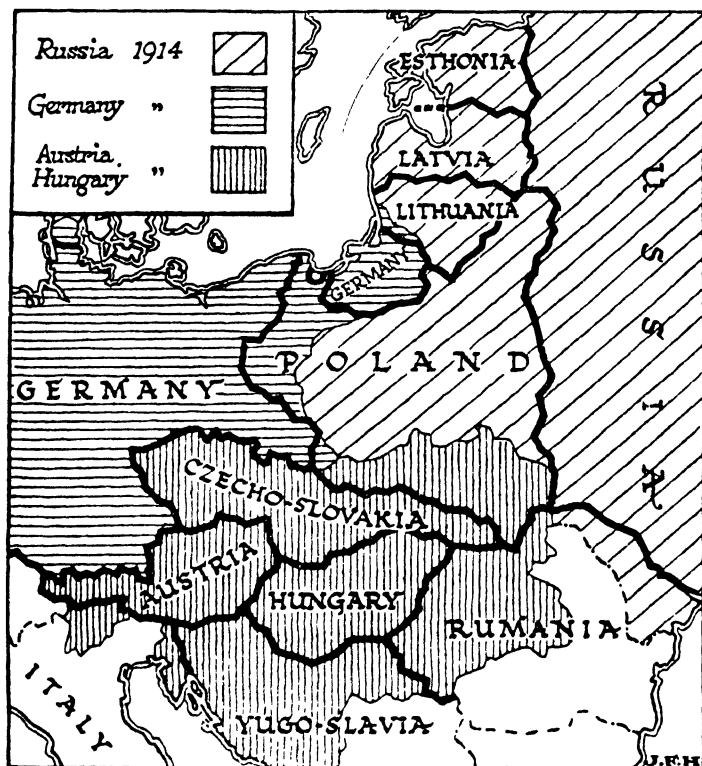 Russia 1914
Germany "
Austria
Hungary "
ESTHONIA
RUSSIA
LATVIA
LITHUANIA
GERMANY
POLAND
GERMANY
CZECHO-SLOVAKIA
AUSTRIA
HUNGARY
RUMANIA
ITALY
YUGO-SLAVIA
J.F.H.